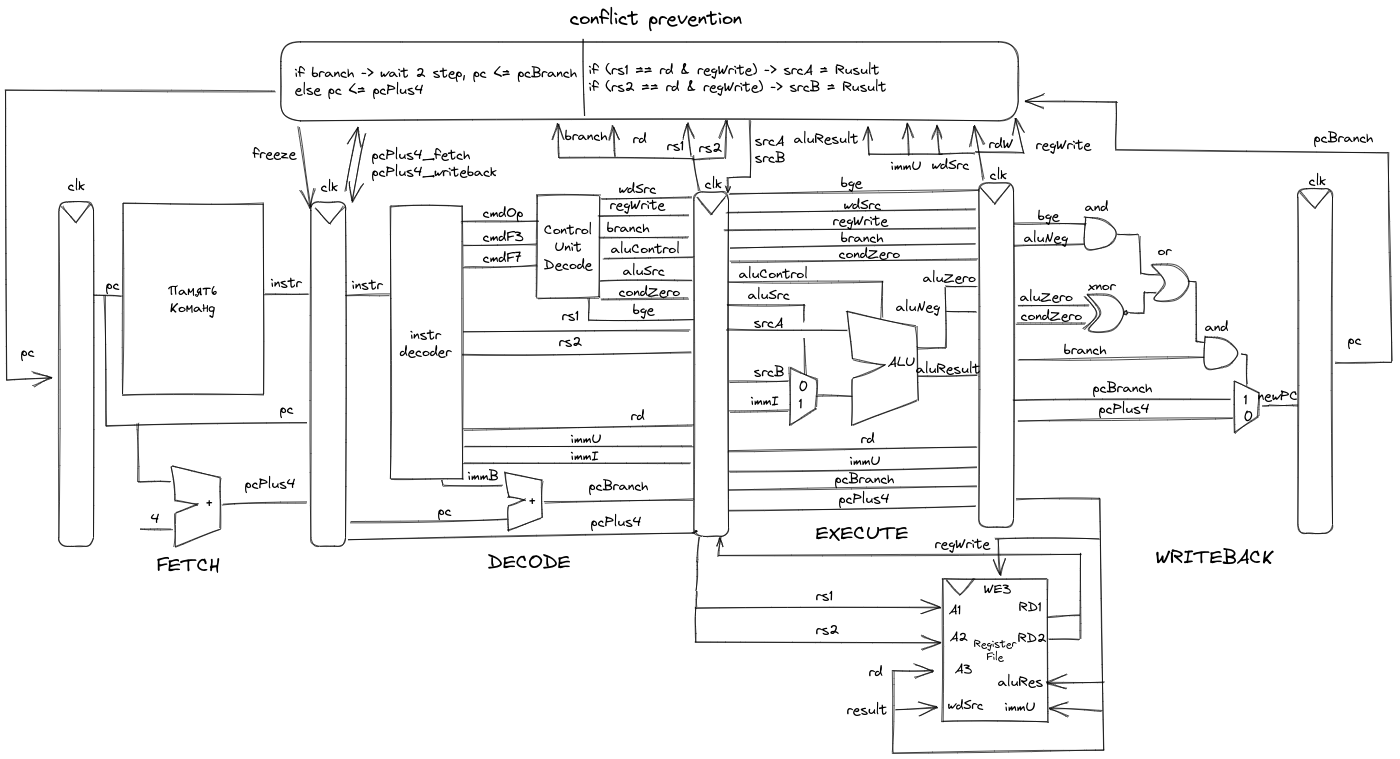 conflict prevention
if branch -> wait 2 step, pc <= pcBranch
else pc <= pcPlus4
if (rs1 == rd & regWrite) -> srcA = Rusult
if (rs2 == rd & regWrite) -> srcB = Rusult
freeze
pcPlus4_fetch
pcPlus4_writeback
branch
rd
rs1
rs2
srcA
srcB
aluResult
immU
wdSrc
rdW
regWrite
pcBranch
clk
clk
clk
clk
clk
pc
pc
Память
Команд
instr
pc
4
+
pcPlus4
FETCH
instr
instr
decoder
cmdOp
cmdF3
cmdF7
Control
Unit
Decode
wdSrc
regWrite
branch
aluControl
aluSrc
condZero
bge
rs1
rs2
rd
immU
immI
immB
+
pcBranch
pc
pcPlus4
DECODE
bge
wdSrc
regWrite
branch
condZero
aluControl
aluSrc
srcA
srcB
immI
0
1
ALU
aluZero
aluNeg
aluResult
rd
immU
pcBranch
pcPlus4
EXECUTE
bge
aluNeg
and
or
aluZero
condZero
xnor
branch
and
pcBranch
pcPlus4
1
0
newPC
pc
WRITEBACK
regWrite
rs1
rs2
rd
result
WE3
A1
RD1
A2
RD2
Register
File
A3
aluRes
wdSrc
immU